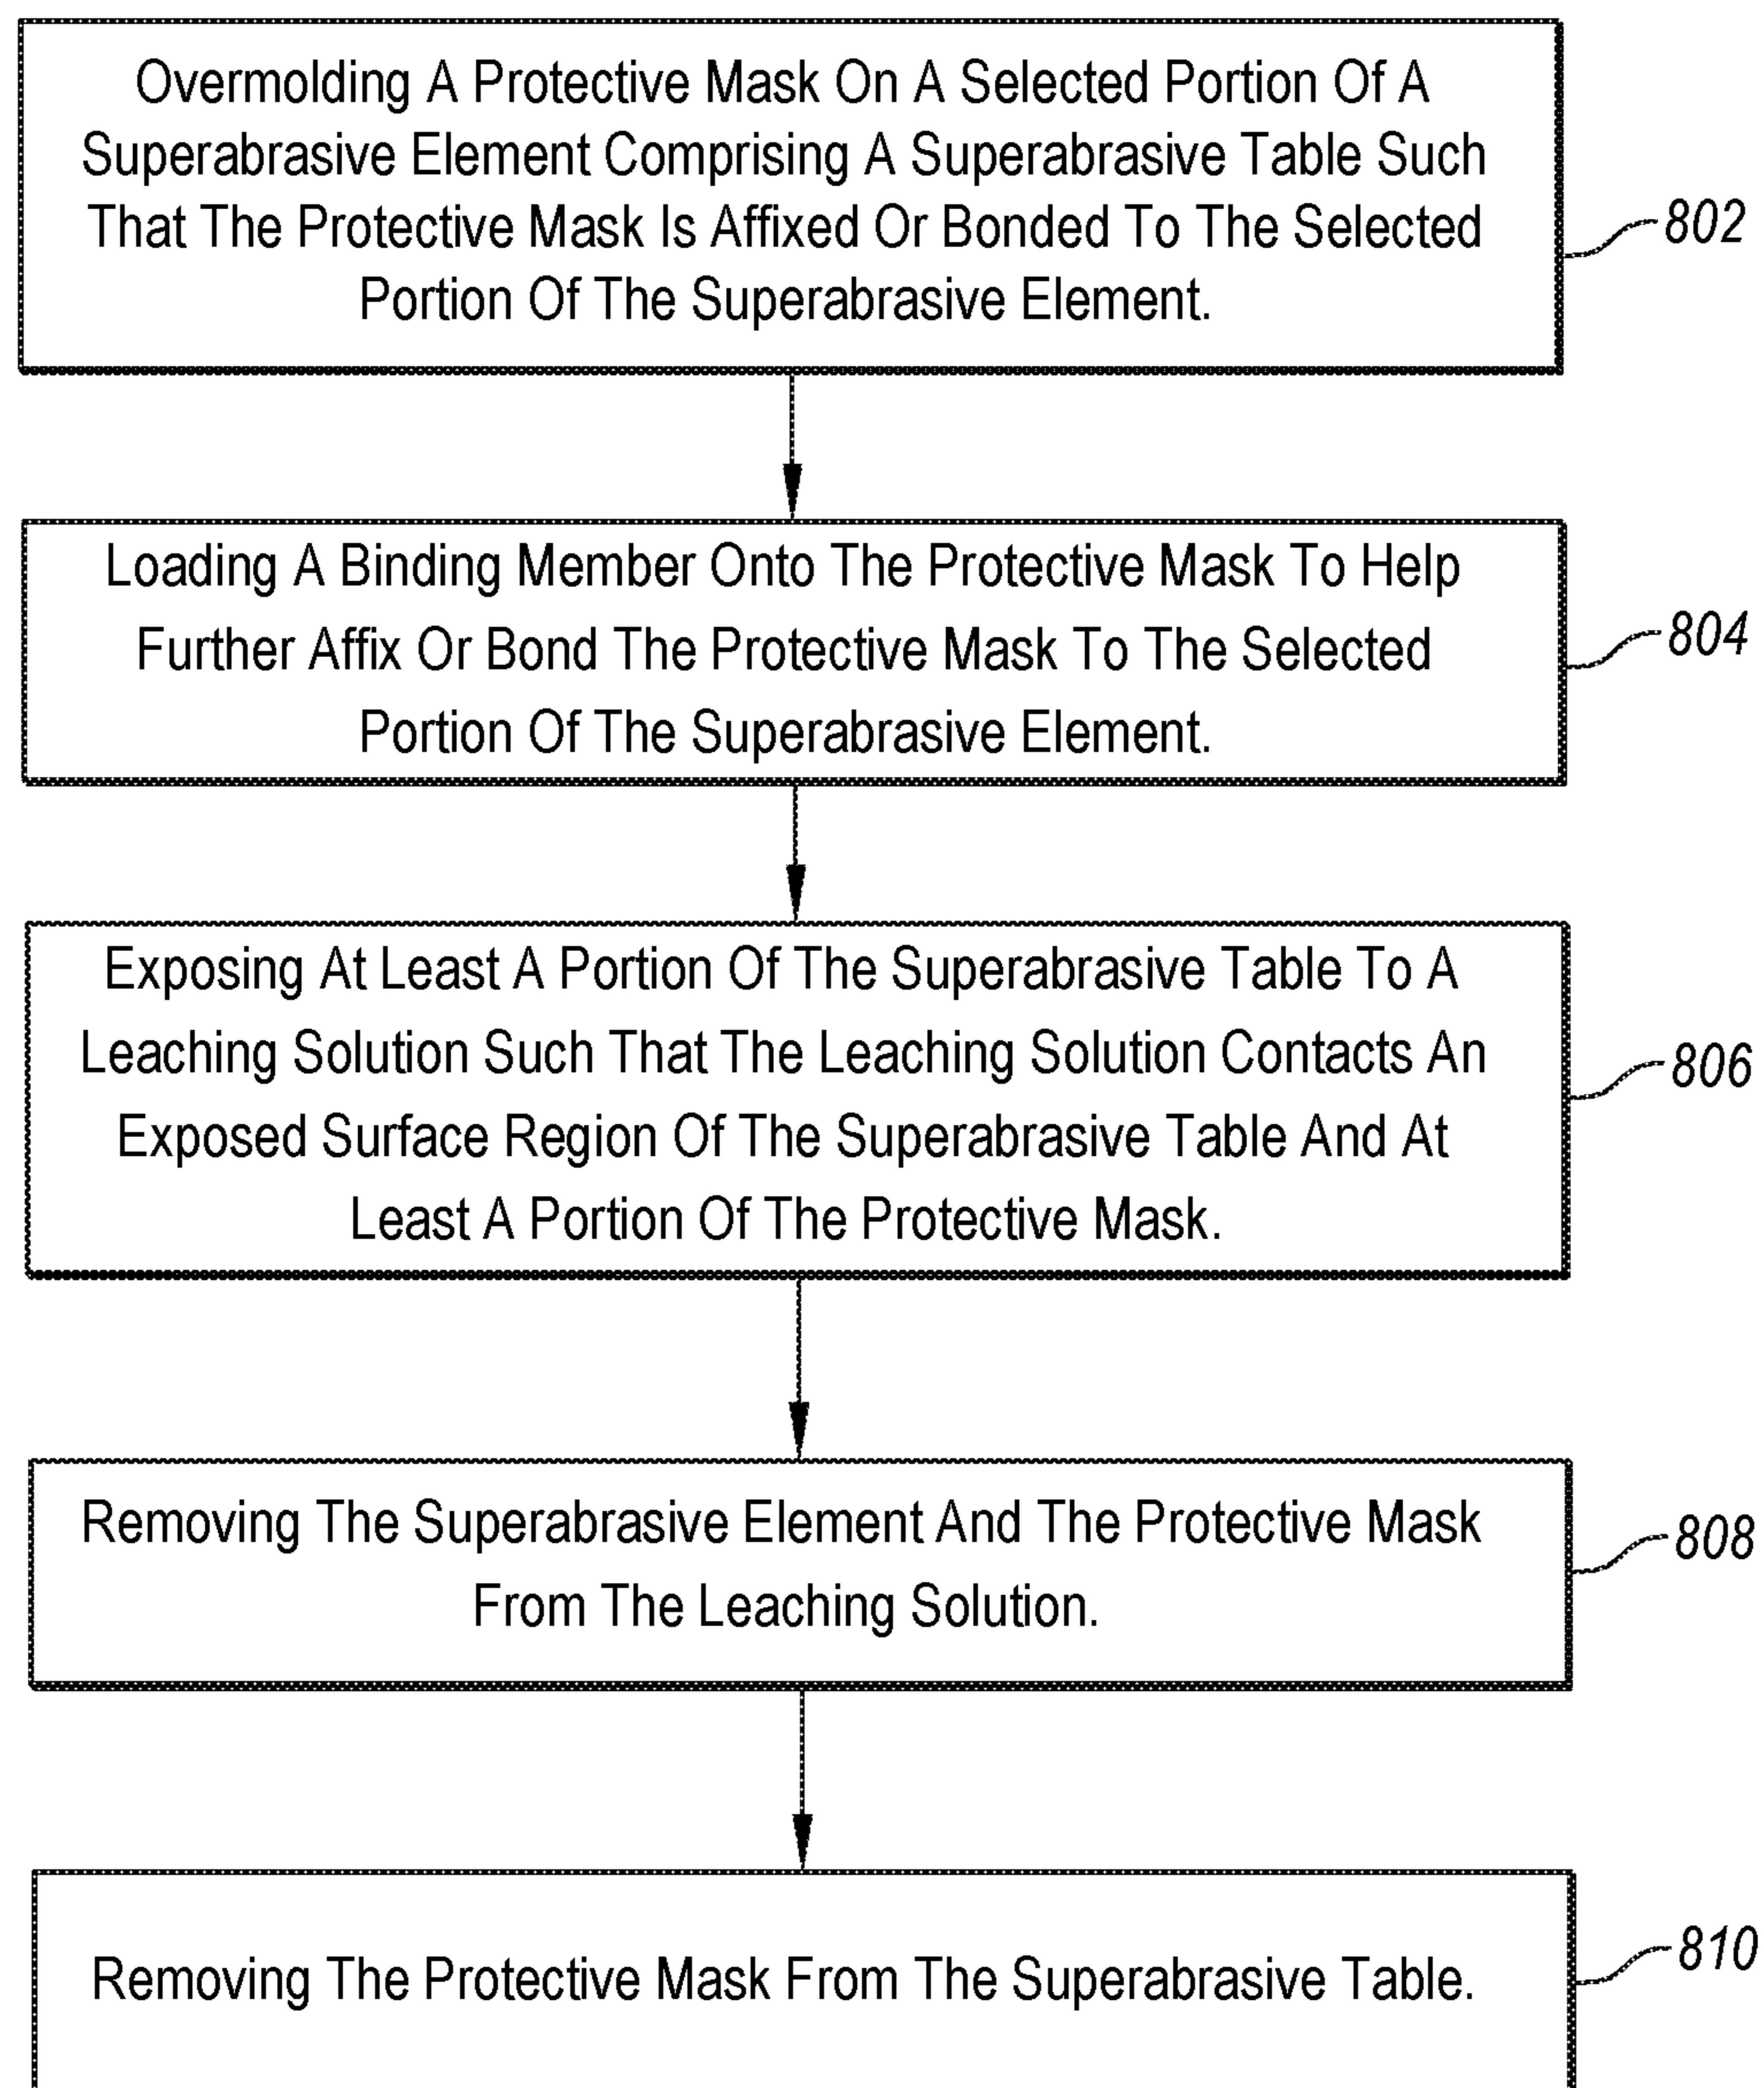 Overmolding A Protective Mask On A Selected Portion Of A
Superabrasive Element Comprising A Superabrasive Table Such
That The Protective Mask Is Affixed Or Bonded To The Selected
Portion Of The Superabrasive Element.
802
Loading A Binding Member Onto The Protective Mask To Help
Further Affix Or Bond The Protective Mask To The Selected
Portion Of The Superabrasive Element.
804
Exposing At Least A Portion Of The Superabrasive Table To A
Leaching Solution Such That The Leaching Solution Contacts An
Exposed Surface Region Of The Superabrasive Table And At
Least A Portion Of The Protective Mask.
806
Removing The Superabrasive Element And The Protective Mask
From The Leaching Solution.
808
Removing The Protective Mask From The Superabrasive Table.
810